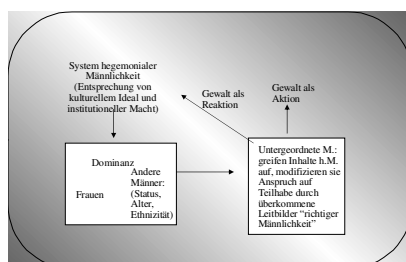 System hegemonialer
Männlichkeit
(Entsprechung von
kulturellem Ideal und
institutioneller Macht)
Gewalt als
Reaktion
Gewalt als
Aktion
Dominanz
Frauen
Andere
Männer:
(Status,
Alter,
Ethnizität)
Untergeordnete M.:
greifen Inhalte h.M.
auf, modifizieren sie
Anspruch auf
Teilhabe durch
überkommene
Leitbilder "richtiger
Männlichkeit"